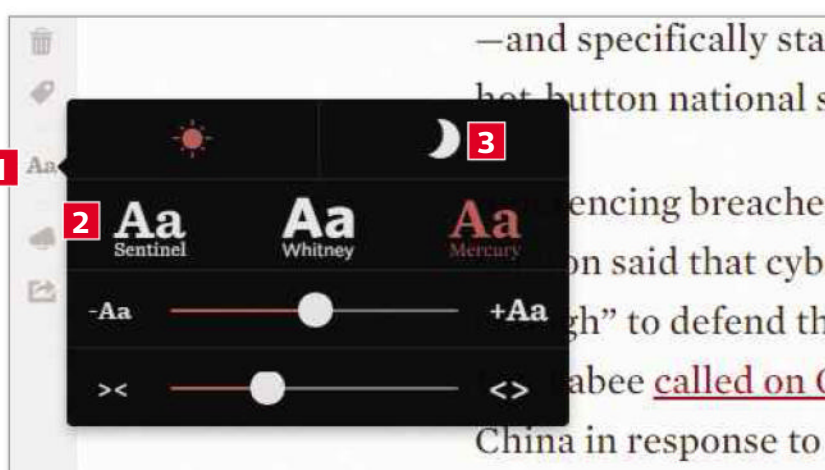 —and specifically sta
button national s
1 Aa
3
2 Aa Aa Aa
Sentinel Whitney Mercury
encing breache
on said that cyb
-Aa +Aa
gh” to defend th
>< <>
abee called on
China in response to